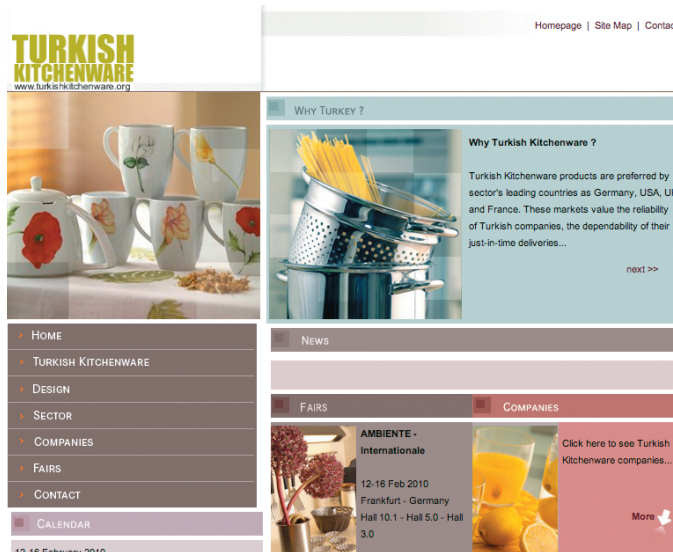 Homepage | Site Map | Contac
TURKISH
KITCHENWARE
www.turkishkitchenware.org
WHY TURKEY ?
Why Turkish Kitchenware ?
Turkish Kitchenware products are preferred by
sector's leading countries as Germany, USA, U
and France. These markets value the reliability
of Turkish companies, the dependability of their
just-in-time deliveries...
next >>
HOME
TURKISH KITCHENWARE
DESIGN
SECTOR
COMPANIES
FAIRS
CONTACT
CALENDAR
NEWS
FAIRS
AMBIENTE -
Internationale
12-16 Feb 2010
Frankfurt - Germany
Hall 10.1 - Hall 5.0 - Hall
3.0
COMPANIES
Click here to see Turkish
Kitchenware companies...
More